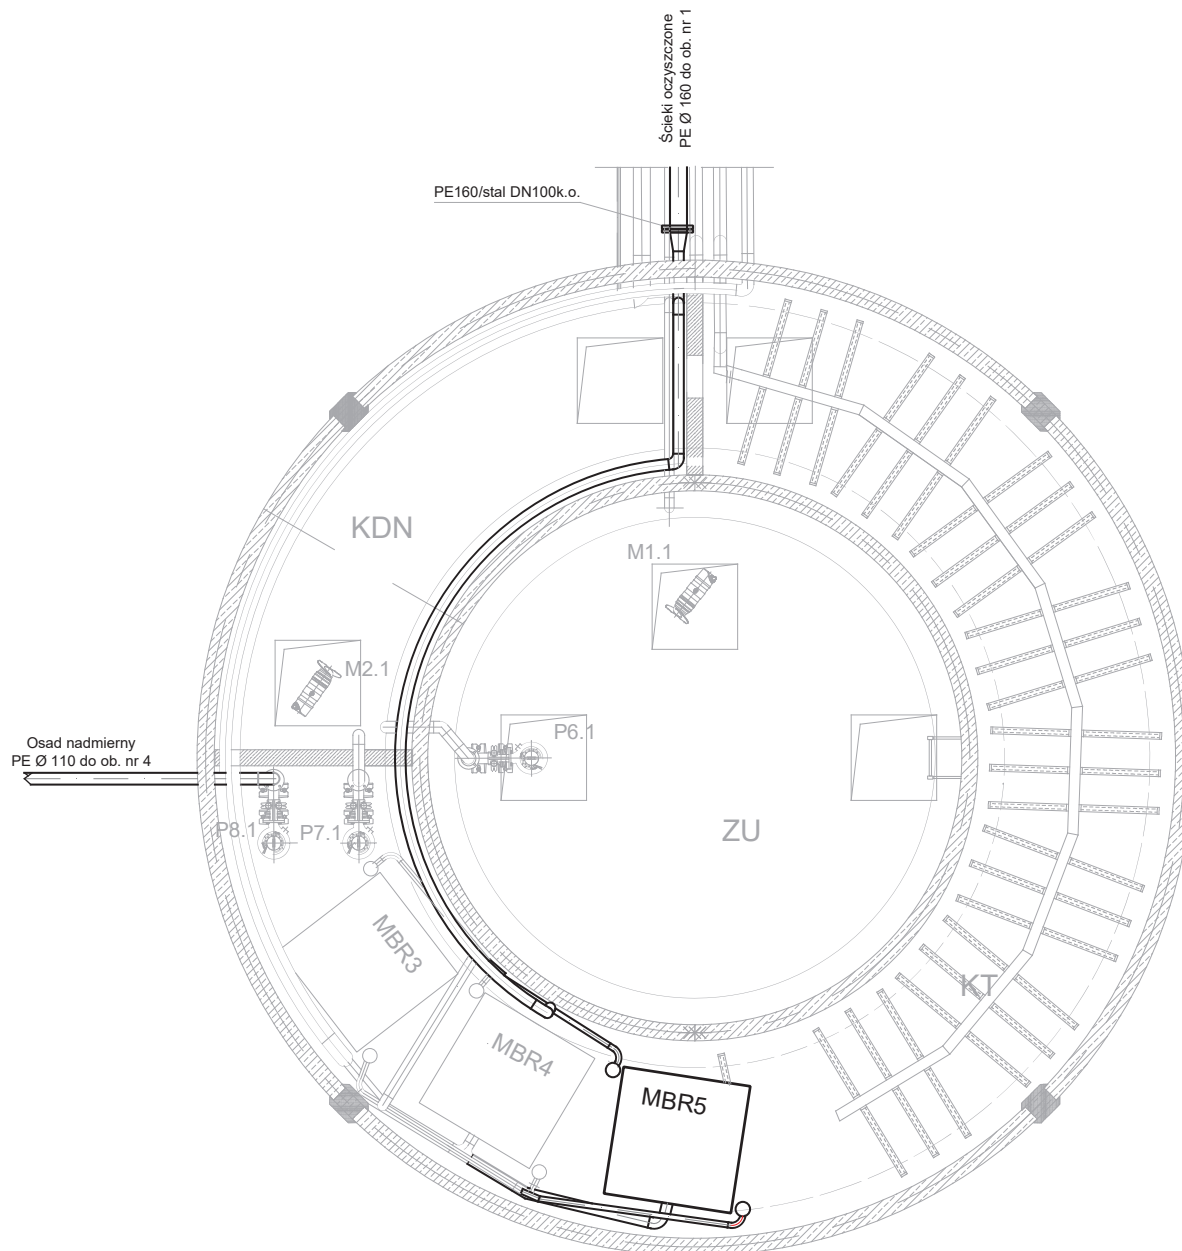 Ścieki oczyszczone
PE Ø 160 do ob. nr 1
PE160/stal DN100k.o.
KDN
M1.1
M2.1
P6.1
Osad nadmierny
PE Ø 110 do ob. nr 4
P8.1
P7.1
ZU
MBR3
KT
MBR4
MBR5